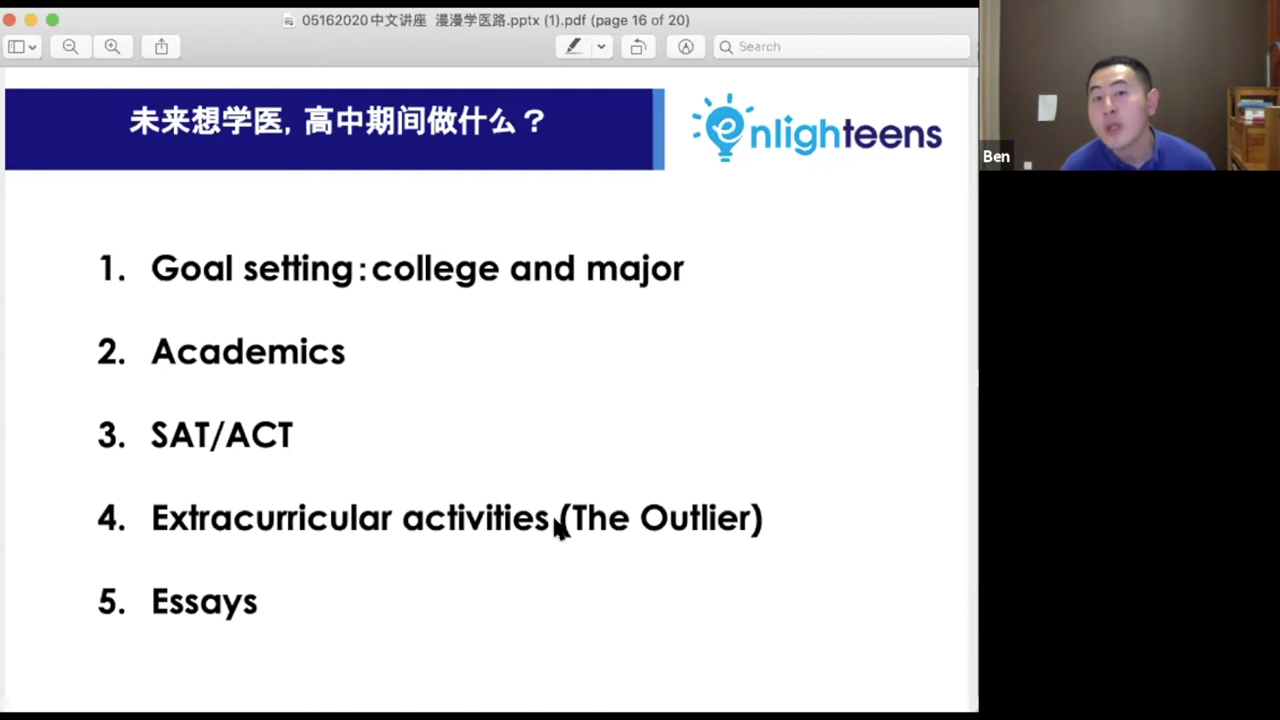 05162020中文讲座 漫漫学医路.pptx (1).pdf (page 16 of 20)
Search
未来想学医，高中期间做什么？
enlighteens
1. Goal setting：college and major
2. Academics
3. SAT/ACT
4. Extracurricular activities (The Outlier)
5. Essays
Ben